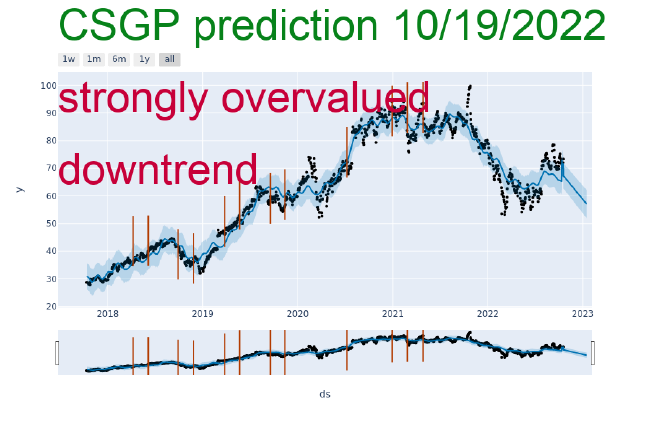 CSGP prediction 10/19/2022
1w 1m 6m 1y all
strongly overvalued
downtrend
100
90
80
70
60
50
40
30
20
y
2018 2019 2020 2021 2022 2023
ds